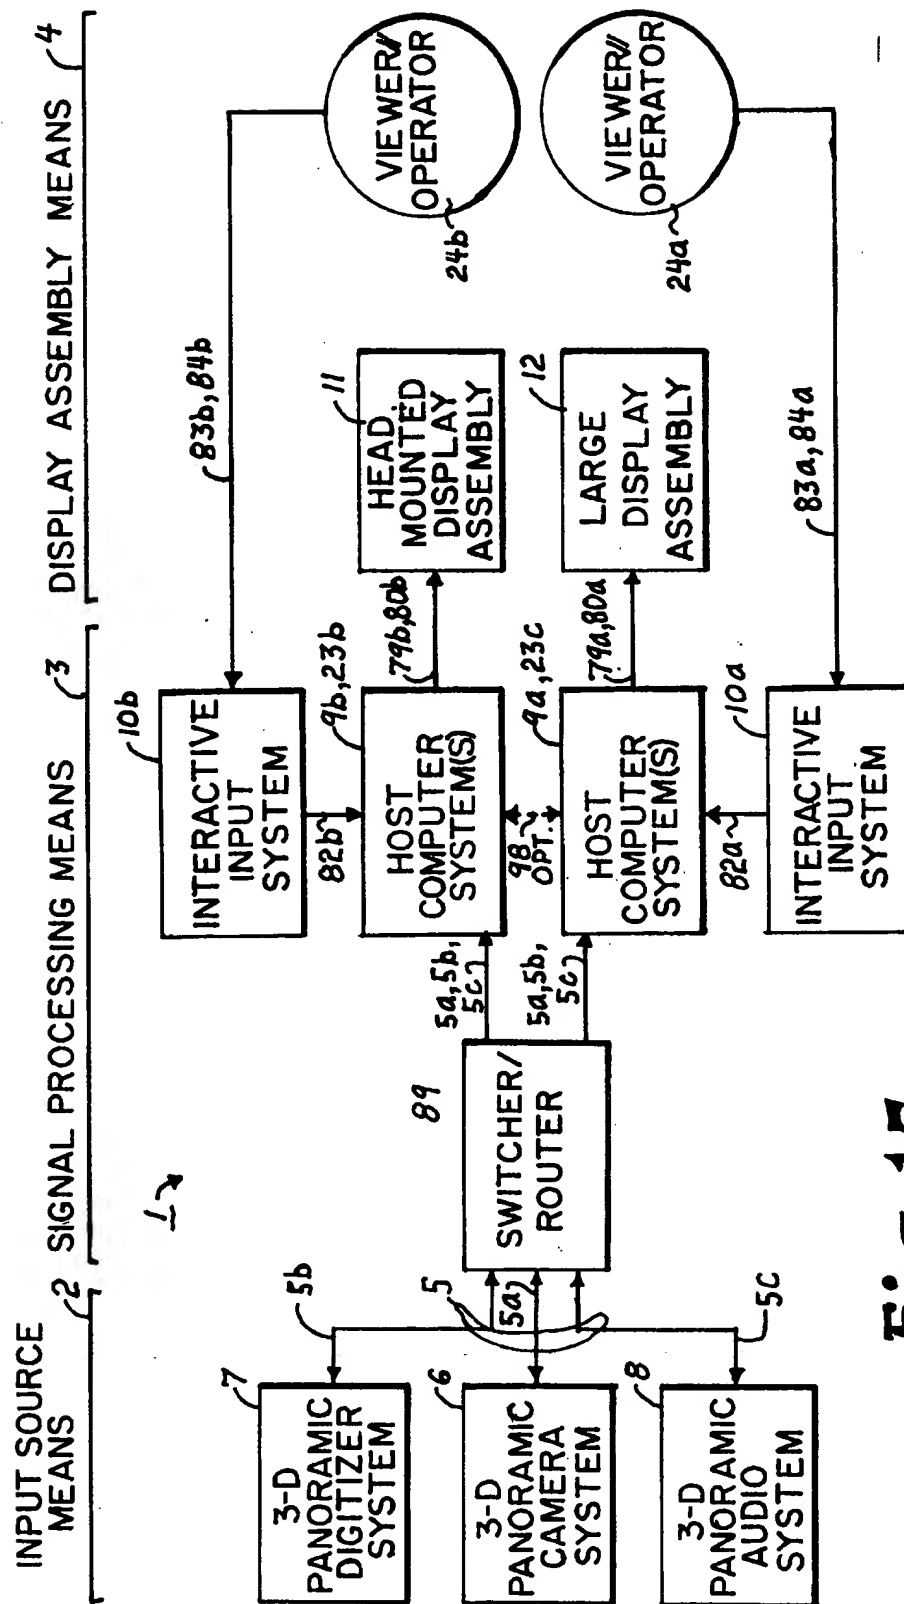 INPUT SOURCE
MEANS
2
SIGNAL PROCESSING MEANS
3
DISPLAY ASSEMBLY MEANS
4
1
7
3-D
PANORAMIC
DIGITIZER
SYSTEM
5b
6
3-D
PANORAMIC
CAMERA
SYSTEM
5
5a
8
3-D
PANORAMIC
AUDIO
SYSTEM
5c
89
SWITCHER/
ROUTER
5a,5b,
5c
5a,5b,
5c
10b
INTERACTIVE
INPUT
SYSTEM
82b
83b,84b
9b,23b
HOST
COMPUTER
SYSTEM(S)
79b,80b
98
OPT.
9a,23c
HOST
COMPUTER
SYSTEM(S)
79a,80a
82a
10a
INTERACTIVE
INPUT
SYSTEM
83a,84a
11
HEAD
MOUNTED
DISPLAY
ASSEMBLY
12
LARGE
DISPLAY
ASSEMBLY
VIEWER/
OPERATOR
24b
VIEWER/
OPERATOR
24a